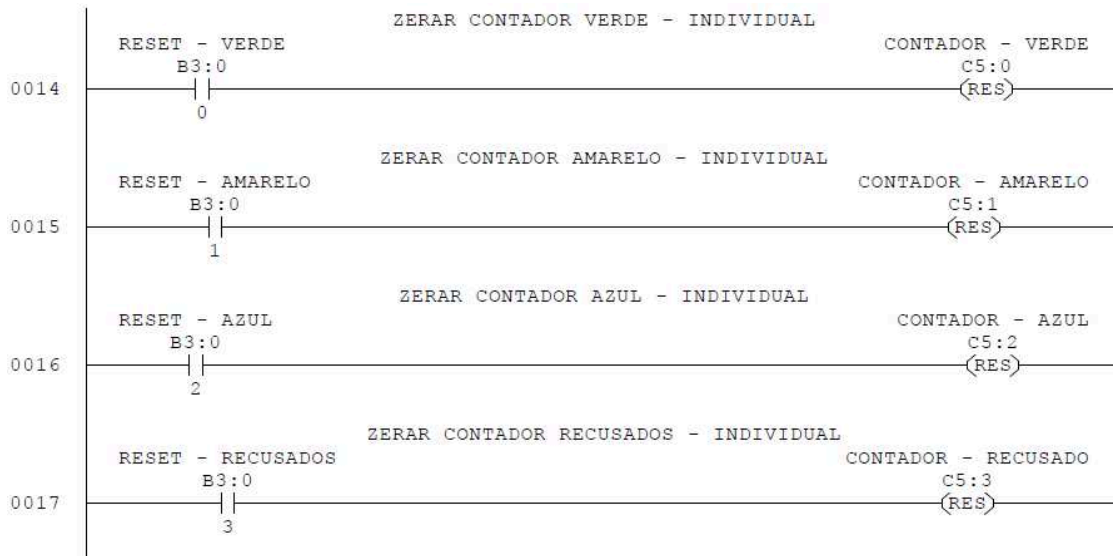 ZERAR CONTADOR VERDE - INDIVIDUAL
RESET - VERDE CONTADOR - VERDE
B3:0 C5:0
0014 (RES)
0
ZERAR CONTADOR AMARELO - INDIVIDUAL
RESET - AMARELO CONTADOR - AMARELO
B3:0 C5:1
0015 (RES)
1
ZERAR CONTADOR AZUL - INDIVIDUAL
RESET - AZUL CONTADOR - AZUL
B3:0 C5:2
0016 (RES)
2
ZERAR CONTADOR RECUSADOS - INDIVIDUAL
RESET - RECUSADOS CONTADOR - RECUSADO
B3:0 C5:3
0017 (RES)
3